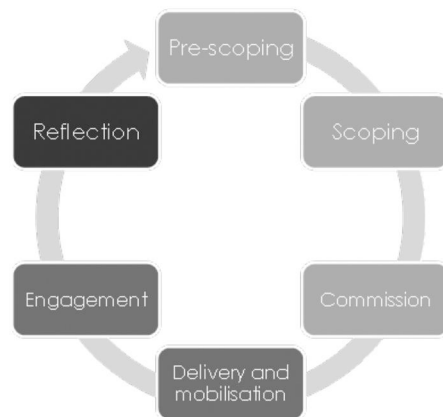 Pre-scoping
Scoping
Commission
Delivery and
mobilisation
Engagement
Reflection